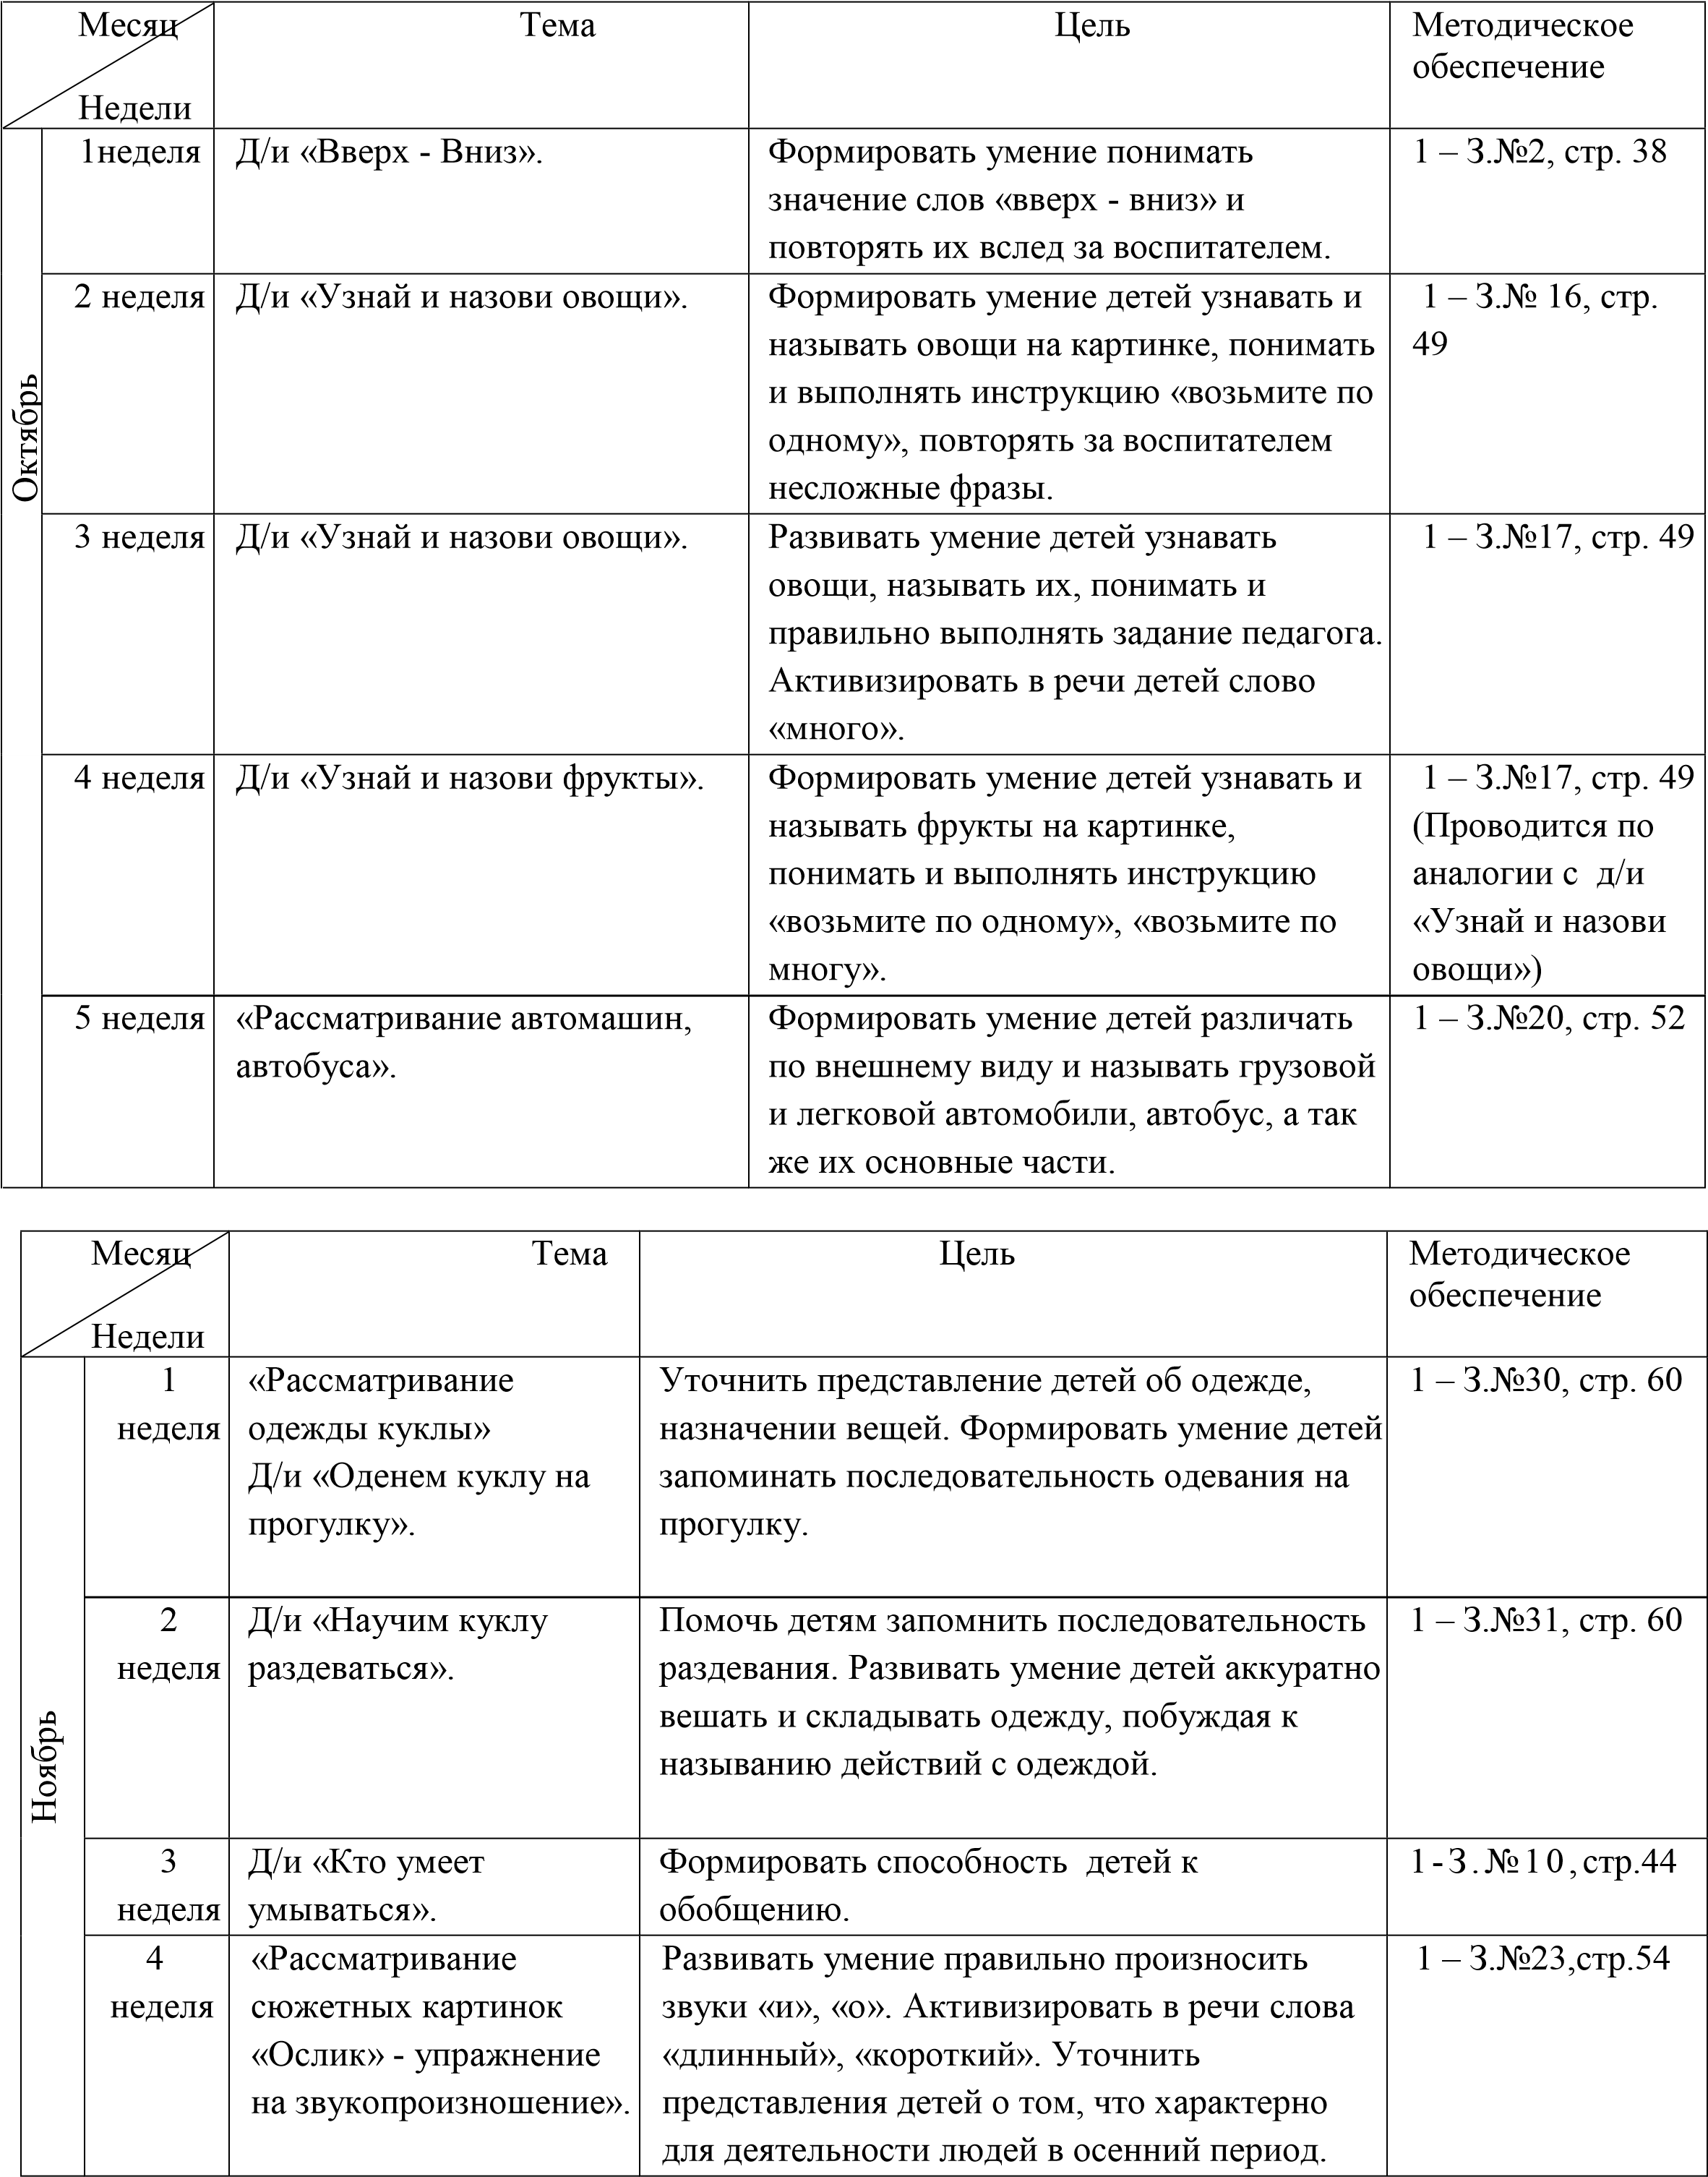 Месяц
Недели
Тема
Цель
Методическое
обеспечение
Октябрь
1неделя
Д/и «Вверх - Вниз».
Формировать умение понимать
значение слов «вверх - вниз» и
повторять их вслед за воспитателем.
1 – З.№2, стр. 38
2 неделя
Д/и «Узнай и назови овощи».
Формировать умение детей узнавать и
называть овощи на картинке, понимать
и выполнять инструкцию «возьмите по
одному», повторять за воспитателем
несложные фразы.
1 – З.№ 16, стр.
49
3 неделя
Д/и «Узнай и назови овощи».
Развивать умение детей узнавать
овощи, называть их, понимать и
правильно выполнять задание педагога.
Активизировать в речи детей слово
«много».
1 – З.№17, стр. 49
4 неделя
Д/и «Узнай и назови фрукты».
Формировать умение детей узнавать и
называть фрукты на картинке,
понимать и выполнять инструкцию
«возьмите по одному», «возьмите по
многу».
1 – З.№17, стр. 49
(Проводится по
аналогии с д/и
«Узнай и назови
овощи»)
5 неделя
«Рассматривание автомашин,
автобуса».
Формировать умение детей различать
по внешнему виду и называть грузовой
и легковой автомобили, автобус, а так
же их основные части.
1 – З.№20, стр. 52
Месяц
Недели
Тема
Цель
Методическое
обеспечение
Ноябрь
1
неделя
«Рассматривание
одежды куклы»
Д/и «Оденем куклу на
прогулку».
Уточнить представление детей об одежде,
назначении вещей. Формировать умение детей
запоминать последовательность одевания на
прогулку.
1 – З.№30, стр. 60
2
неделя
Д/и «Научим куклу
раздеваться».
Помочь детям запомнить последовательность
раздевания. Развивать умение детей аккуратно
вешать и складывать одежду, побуждая к
называнию действий с одеждой.
1 – З.№31, стр. 60
3
неделя
Д/и «Кто умеет
умываться».
Формировать способность детей к
обобщению.
1-З.№10,стр.44
4
неделя
«Рассматривание
сюжетных картинок
«Ослик» - упражнение
на звукопроизношение».
Развивать умение правильно произносить
звуки «и», «о». Активизировать в речи слова
«длинный», «короткий». Уточнить
представления детей о том, что характерно
для деятельности людей в осенний период.
1 – З.№23,стр.54